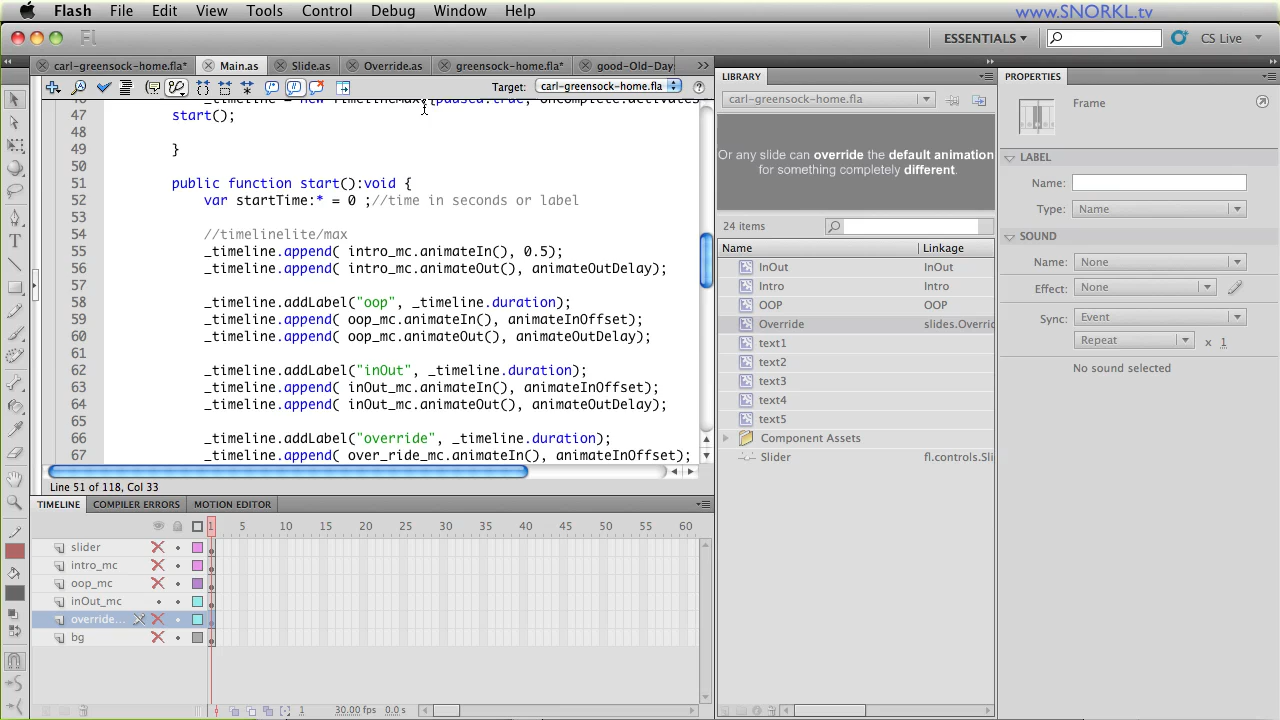 Flash File Edit View Tools Control Debug Window Help
www.SNORKL.tv
Fl
ESSENTIALS
CS Live
carl-greensock-home.fla*
Main.as
Slide.as
Override.as
greensock-home.fla*
good-Old-Day
Target: carl-greensock-home.fla
47 start();
48
49 }
50
51 public function start():void {
52 var startTime:* = 0 ;//time in seconds or label
53
54 //timelinelite/max
55 _timeline.append( intro_mc.animateIn(), 0.5);
56 _timeline.append( intro_mc.animateOut(), animateOutDelay);
57
58 _timeline.addLabel("oop", _timeline.duration);
59 _timeline.append( oop_mc.animateIn(), animateInOffset);
60 _timeline.append( oop_mc.animateOut(), animateOutDelay);
61
62 _timeline.addLabel("inOut", _timeline.duration);
63 _timeline.append( inOut_mc.animateIn(), animateInOffset);
64 _timeline.append( inOut_mc.animateOut(), animateOutDelay);
65
66 _timeline.addLabel("override", _timeline.duration);
67 _timeline.append( over_ride_mc.animateIn(), animateInOffset);
Line 51 of 118, Col 33
TIMELINE COMPILER ERRORS MOTION EDITOR
1 5 10 15 20 25 30 35 40 45 50 55 60
slider
intro_mc
oop_mc
inOut_mc
override...
bg
1 30.00 fps 0.0 s
LIBRARY
carl-greensock-home.fla
Or any slide can override the default animation
for something completely different.
24 items
Name Linkage
InOut InOut
Intro Intro
OOP OOP
Override slides.Overrid
text1
text2
text3
text4
text5
Component Assets
Slider fl.controls.Sli
PROPERTIES
Frame
LABEL
Name:
Type: Name
SOUND
Name: None
Effect: None
Sync: Event
Repeat x 1
No sound selected